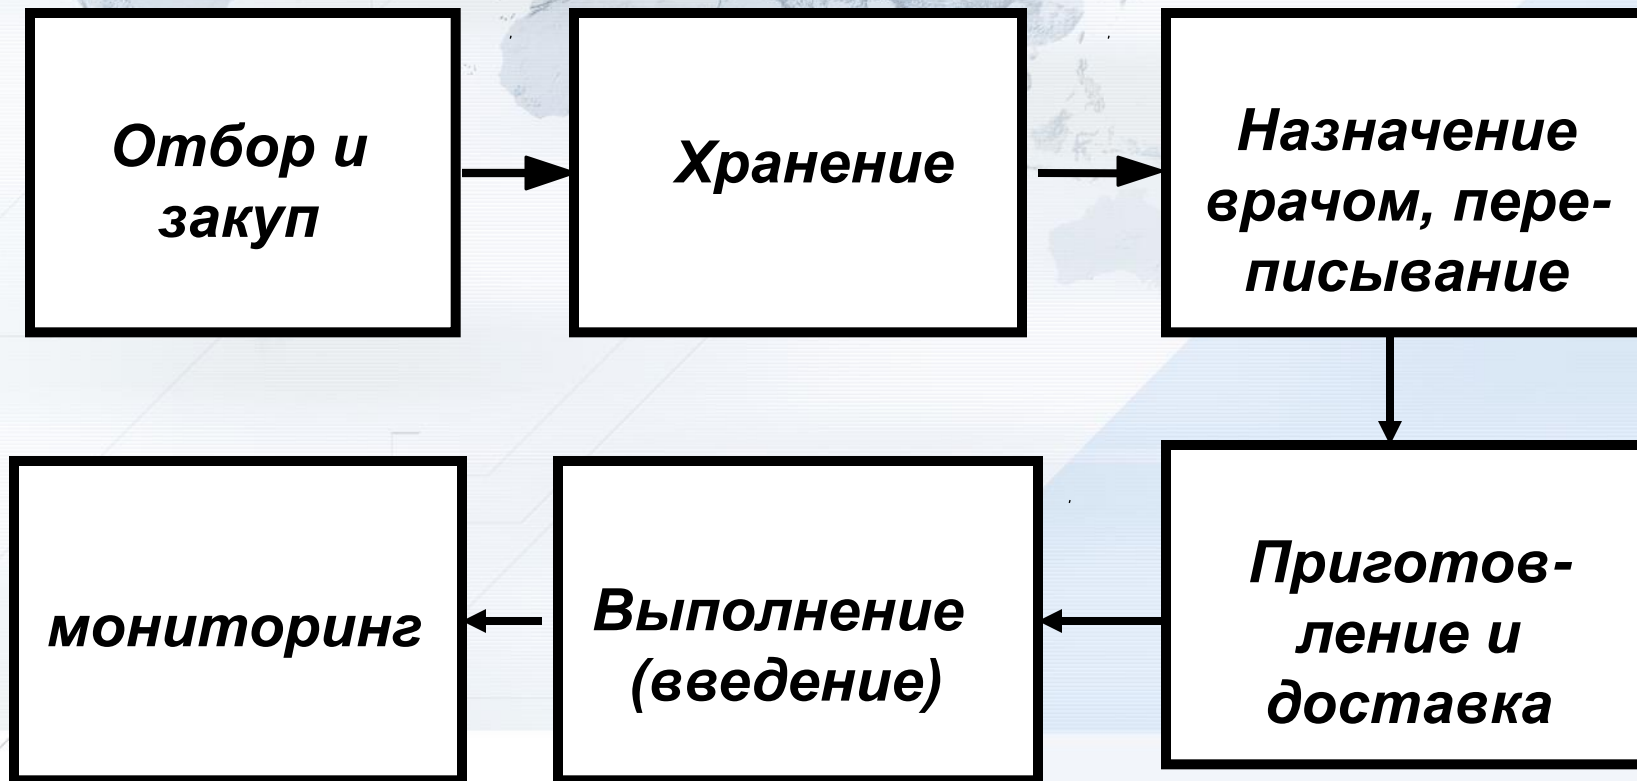 Отбор и
закуп
Хранение
Назначение
врачом, пере-
писывание
Приготов-
ление и
доставка
Выполнение
(введение)
мониторинг